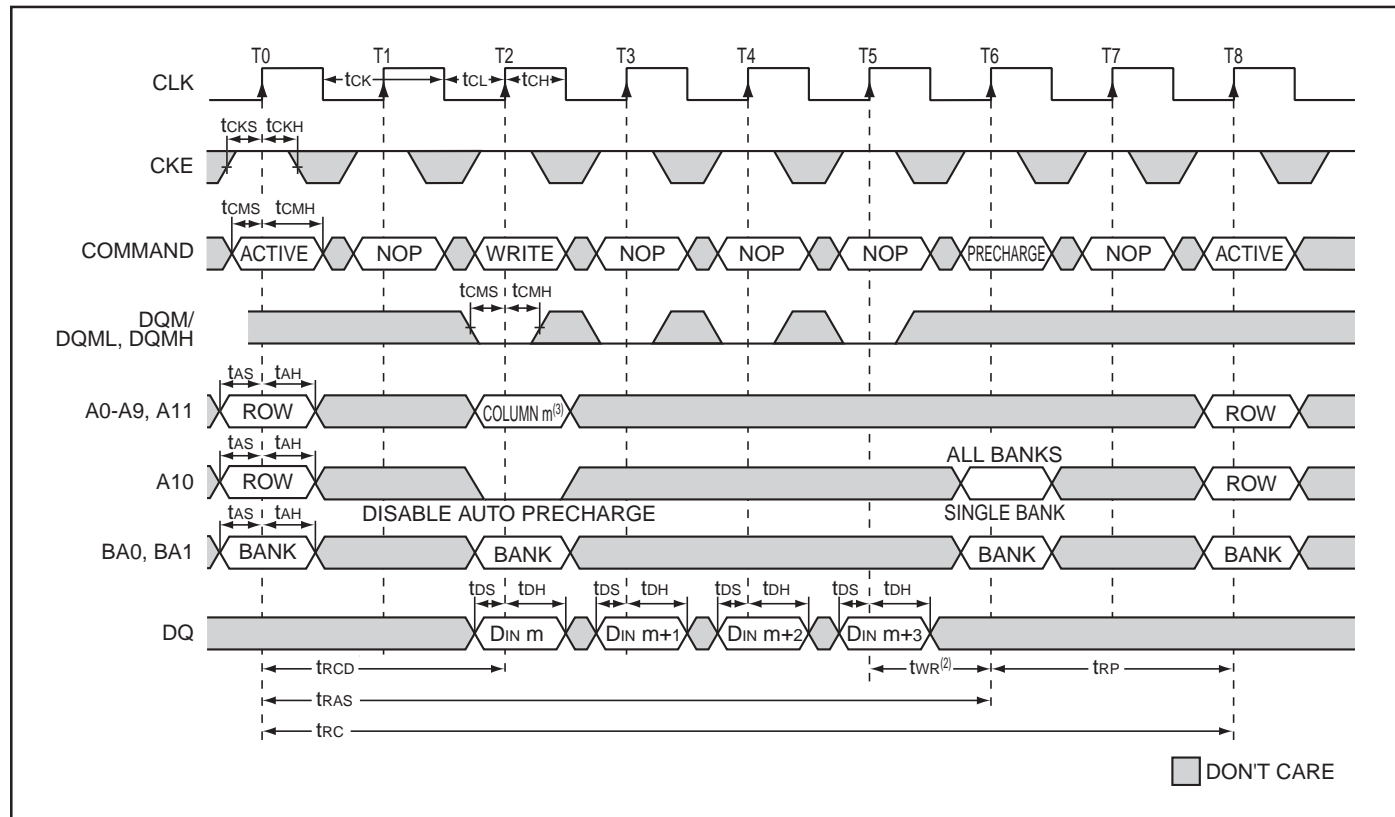 T0 T1 T2 T3 T4 T5 T6 T7 T8
CLK tCK tCL tCH
tCKS tCKH
CKE
tCMS tCMH
COMMAND ACTIVE NOP WRITE NOP NOP NOP PRECHARGE NOP ACTIVE
tCMS tCMH
DQM/
DQML, DQMH
tAS tAH
A0-A9, A11 ROW COLUMN m(3) ROW
tAS tAH ALL BANKS
A10 ROW ROW
DISABLE AUTO PRECHARGE SINGLE BANK
tAS tAH
BA0, BA1 BANK BANK BANK BANK
tDS tDH tDS tDH tDS tDH tDS tDH
DQ DIN m DIN m+1 DIN m+2 DIN m+3
tRCD tWR(2) tRP
tRAS
tRC
DON'T CARE